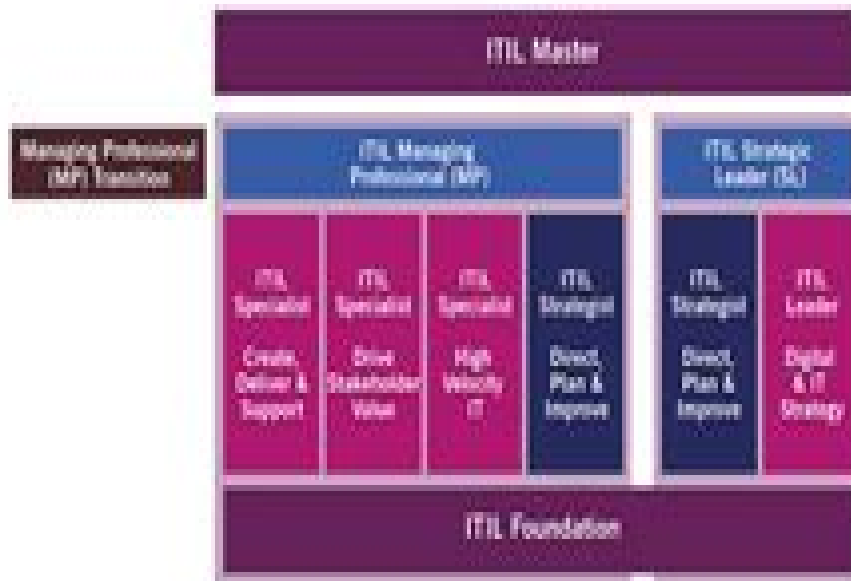 ITIL Master
Managing Professional
(MP) Transition
ITIL Managing
Professional (MP)
ITIL Strategic
Leader (SL)
ITIL
Specialist
Create,
Deliver &
Support
ITIL
Specialist
Drive
Stakeholder
Value
ITIL
Specialist
High
Velocity
IT
ITIL
Strategist
Direct,
Plan &
Improve
ITIL
Strategist
Direct,
Plan &
Improve
ITIL
Leader
Digital
& IT
Strategy
ITIL Foundation